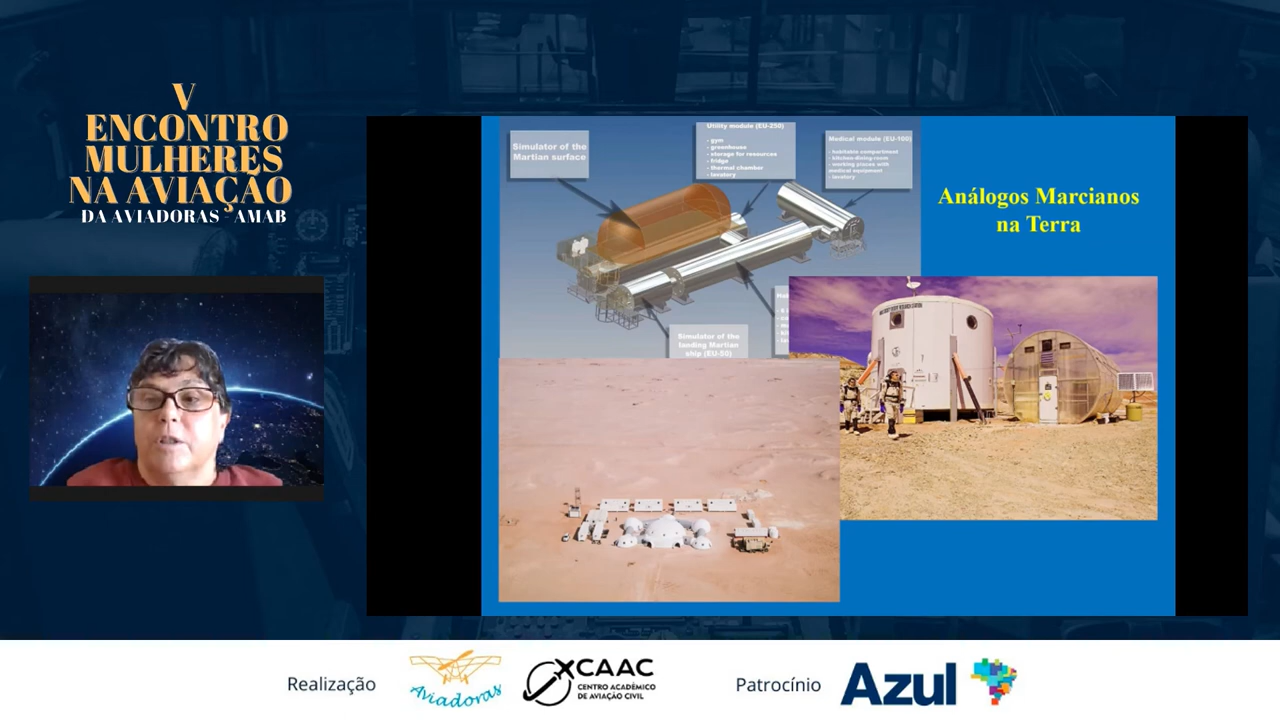 V
ENCONTRO
MULHERES
NA AVIAÇÃO
DA AVIADORAS - AMAB
Simulator of the
Martian surface
Utility module (EU-250)
- gym
- greenhouse
- storage for resources
- fridge
- thermal chamber
- lavatory
Medical module (EU-100)
- habitable compartment
- kitchen-dining-room
- working places with
medical equipment
- lavatory
Simulator of the
landing Martian
ship (EU-50)
Análogos Marcianos
na Terra
Realização
Aviadoras
CAAC
CENTRO ACADÊMICO
DE AVIAÇÃO CIVIL
Patrocínio
Azul